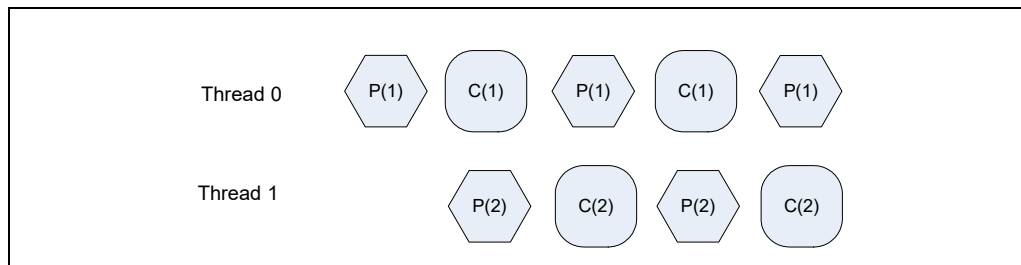 Thread 0 P(1) C(1) P(1) C(1) P(1)
Thread 1 P(2) C(2) P(2) C(2)